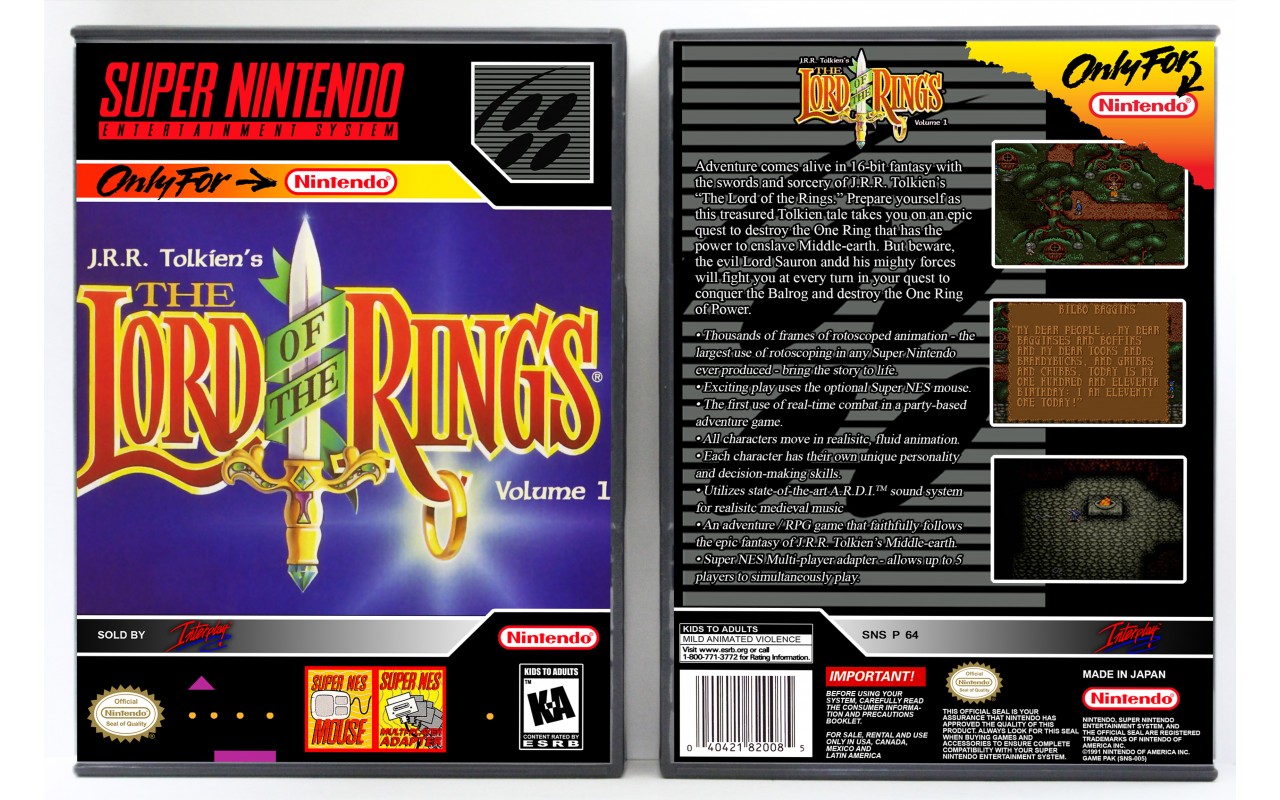 SUPER NINTENDO
ENTERTAINMENT SYSTEM
Only For
Nintendo®
J.R.R. Tolkien's
THE
LORD OF THE RINGS®
Volume 1
SOLD BY Interplay
Nintendo®
Official
Nintendo
Seal of Quality
SUPER NES
MOUSE
SUPER NES
MULTIPLAYER
ADAPTER
KIDS TO ADULTS
TM
K-A
CONTENT RATED BY
ESRB
J.R.R. Tolkien's
THE
LORD OF THE RINGS
Volume 1
Only For
Nintendo®
Adventure comes alive in 16-bit fantasy with
the swords and sorcery of J.R.R. Tolkien's
“The Lord of the Rings.” Prepare yourself as
this treasured Tolkien tale takes you on an epic
quest to destroy the One Ring that has the
power to enslave Middle-earth. But beware,
the evil Lord Sauron andd his mighty forces
will fight you at every turn in your quest to
conquer the Balrog and destroy the One Ring
of Power.
• Thousands of frames of rotoscoped animation - the
largest use of rotoscoping in any Super Nintendo
ever produced - bring the story to life.
• Exciting play uses the optional Super NES mouse.
• The first use of real-time combat in a party-based
adventure game.
• All characters move in realisitc, fluid animation.
• Each character has their own unique personality
and decision-making skills.
• Utilizes state-of-the-art A.R.D.I.™ sound system
for realisitc medieval music
• An adventure / RPG game that faithfully follows
the epic fantasy of J.R.R. Tolkien's Middle-earth.
• Super NES Multi-player adapter - allows up to 5
players to simultaneously play.
BILBO BAGGINS
"MY DEAR PEOPLE...MY DEAR
BAGGINSES AND BOFFINS
AND MY DEAR TOOKS AND
BRANDYBUCKS, AND GRUBBS
AND CHUBBS, TODAY IS MY
ONE HUNDRED AND ELEVENTH
BIRTHDAY: I AM ELEVENTY
ONE TODAY!"
KIDS TO ADULTS
MILD ANIMATED VIOLENCE
Visit www.esrb.org or call
1-800-771-3772 for Rating Information.
SNS P 64
Interplay
0 40421 82008 5
IMPORTANT!
BEFORE USING YOUR
SYSTEM, CAREFULLY READ
THE CONSUMER INFORMA-
TION AND PRECAUTIONS
BOOKLET.
FOR SALE, RENTAL AND USE
ONLY IN USA, CANADA,
MEXICO AND
LATIN AMERICA
Official
Nintendo
Seal of Quality
THIS OFFICIAL SEAL IS YOUR
ASSURANCE THAT NINTENDO HAS
APPROVED THE QUALITY OF THIS
PRODUCT. ALWAYS LOOK FOR THIS SEAL
WHEN BUYING GAMES AND
ACCESSORIES TO ENSURE COMPLETE
COMPATIBILITY WITH YOUR SUPER
NINTENDO ENTERTAINMENT SYSTEM.
MADE IN JAPAN
Nintendo®
NINTENDO, SUPER NINTENDO
ENTERTAINMENT SYSTEM, AND
THE OFFICIAL SEAL ARE REGISTERED
TRADEMARKS OF NINTENDO OF
AMERICA INC.
©1991 NINTENDO OF AMERICA INC.
GAME PAK (SNS-005)